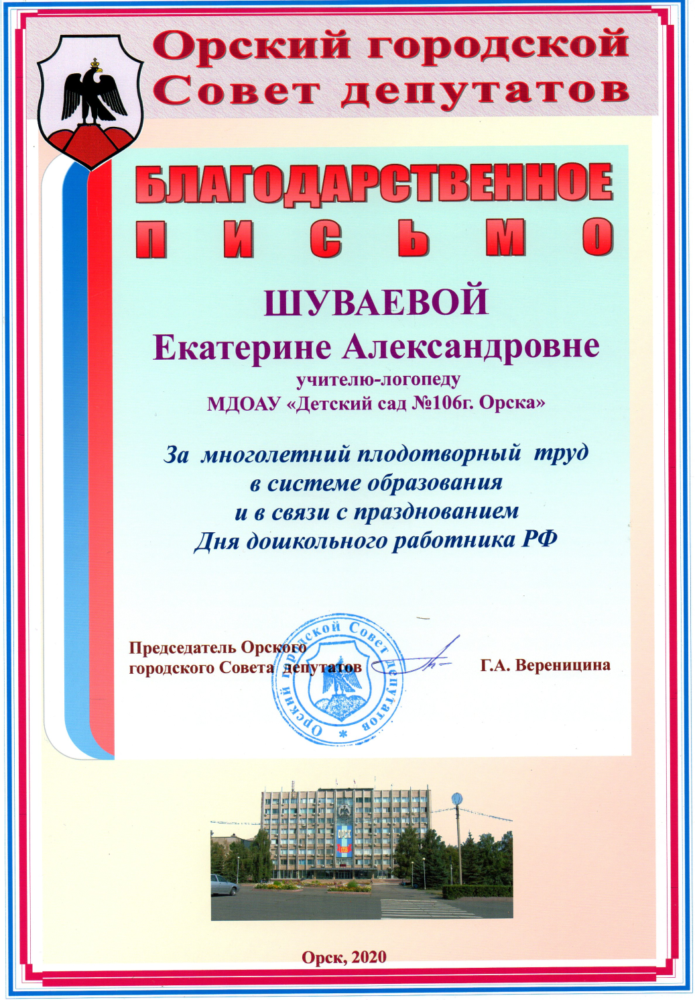 Орский городской
Совет депутатов
БЛАГОДАРСТВЕННОЕ
ПИСЬМО
ШУВАЕВОЙ
Екатерине Александровне
учителю-логопеду
МДОАУ «Детский сад №106г. Орска»
За многолетний плодотворный труд
в системе образования
и в связи с празднованием
Дня дошкольного работника РФ
Председатель Орского
городского Совета депутатов
Г.А. Вереницина
Орский городской Совет депутатов *
ОРСК
Орск, 2020